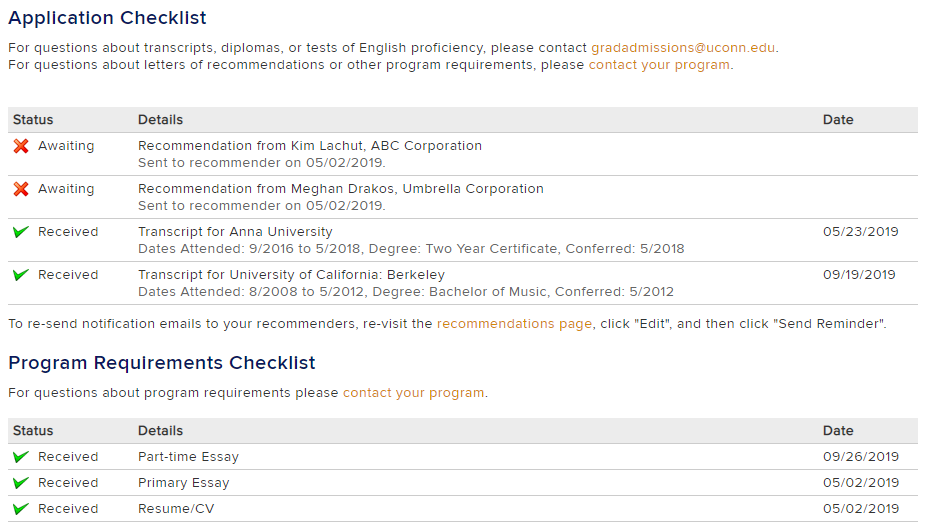 Application Checklist
For questions about transcripts, diplomas, or tests of English proficiency, please contact gradadmissions@uconn.edu.
For questions about letters of recommendations or other program requirements, please contact your program.
Status Details Date
Awaiting Recommendation from Kim Lachut, ABC Corporation
Sent to recommender on 05/02/2019.
Awaiting Recommendation from Meghan Drakos, Umbrella Corporation
Sent to recommender on 05/02/2019.
Received Transcript for Anna University 05/23/2019
Dates Attended: 9/2016 to 5/2018, Degree: Two Year Certificate, Conferred: 5/2018
Received Transcript for University of California: Berkeley 09/19/2019
Dates Attended: 8/2008 to 5/2012, Degree: Bachelor of Music, Conferred: 5/2012
To re-send notification emails to your recommenders, re-visit the recommendations page, click "Edit", and then click "Send Reminder".
Program Requirements Checklist
For questions about program requirements please contact your program.
Status Details Date
Received Part-time Essay 09/26/2019
Received Primary Essay 05/02/2019
Received Resume/CV 05/02/2019